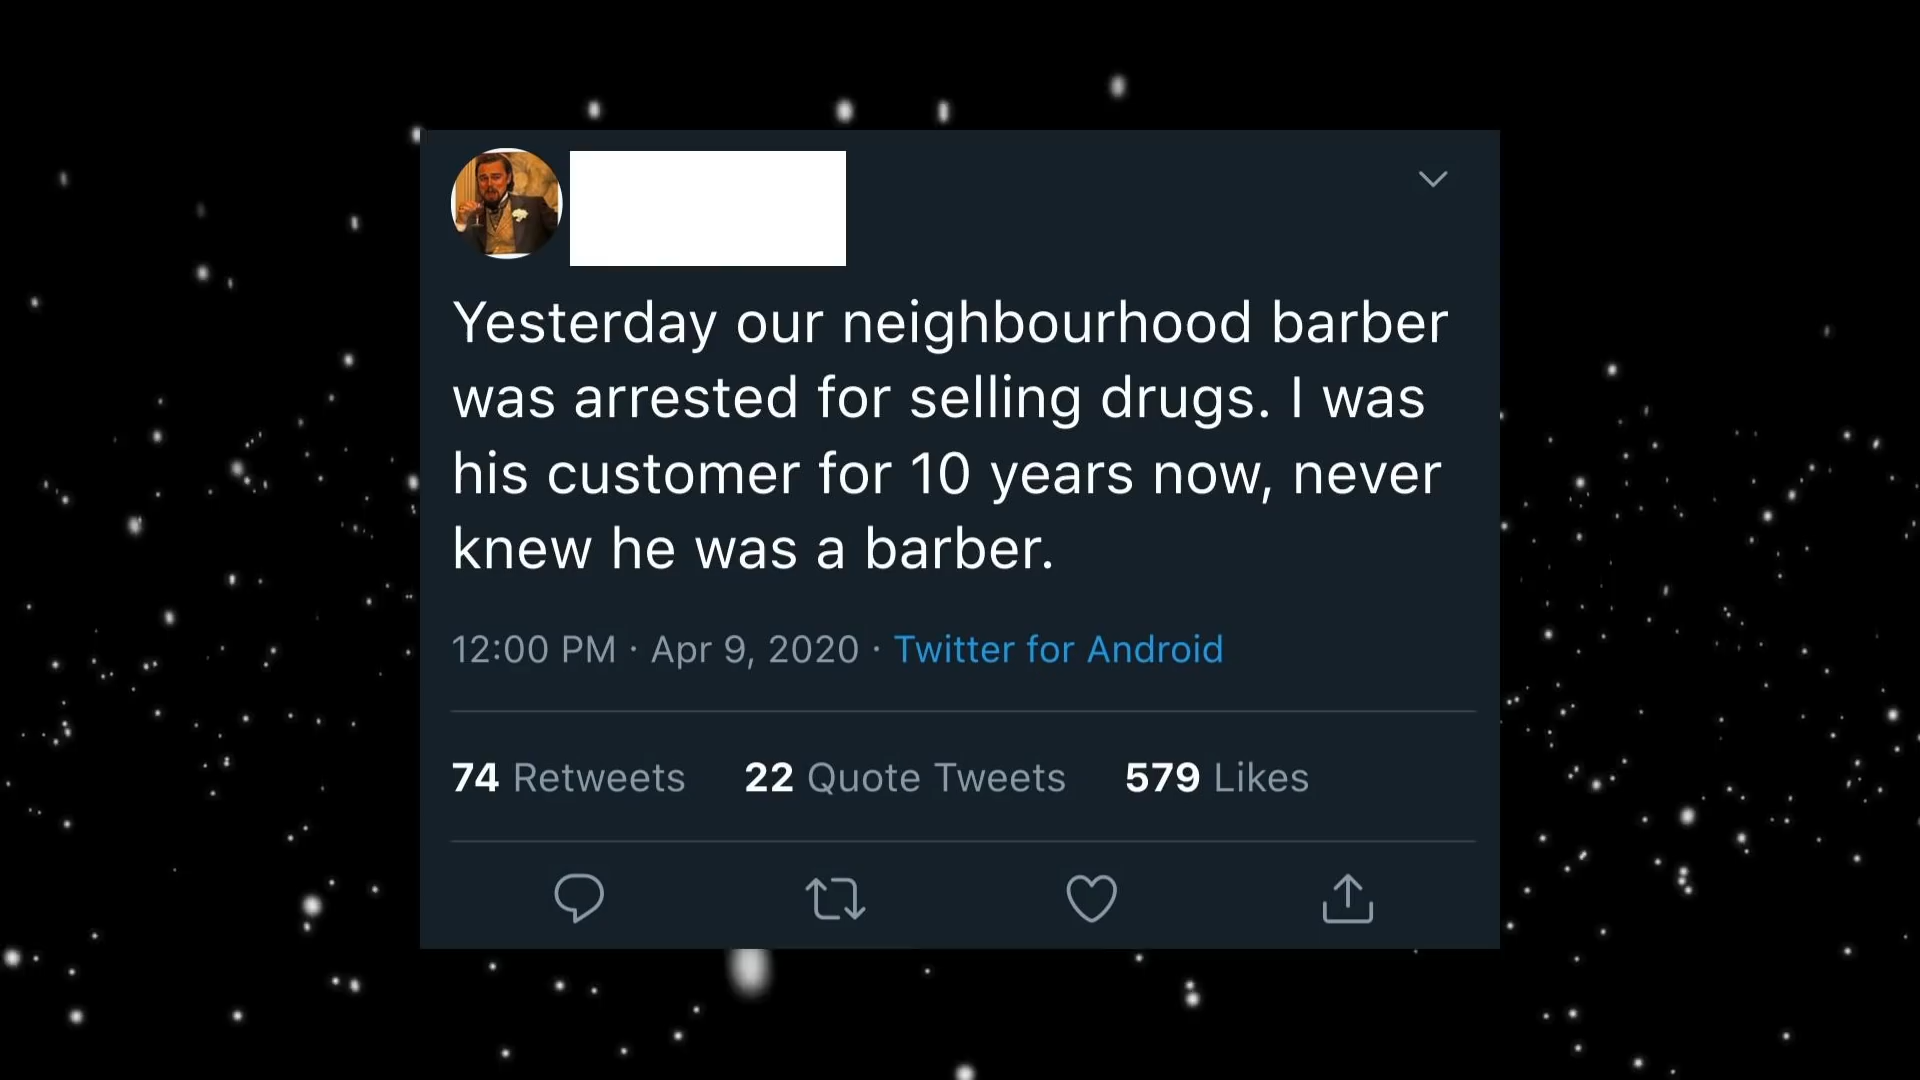 Yesterday our neighbourhood barber
was arrested for selling drugs. I was
his customer for 10 years now, never
knew he was a barber.
12:00 PM · Apr 9, 2020 · Twitter for Android
74 Retweets 22 Quote Tweets 579 Likes